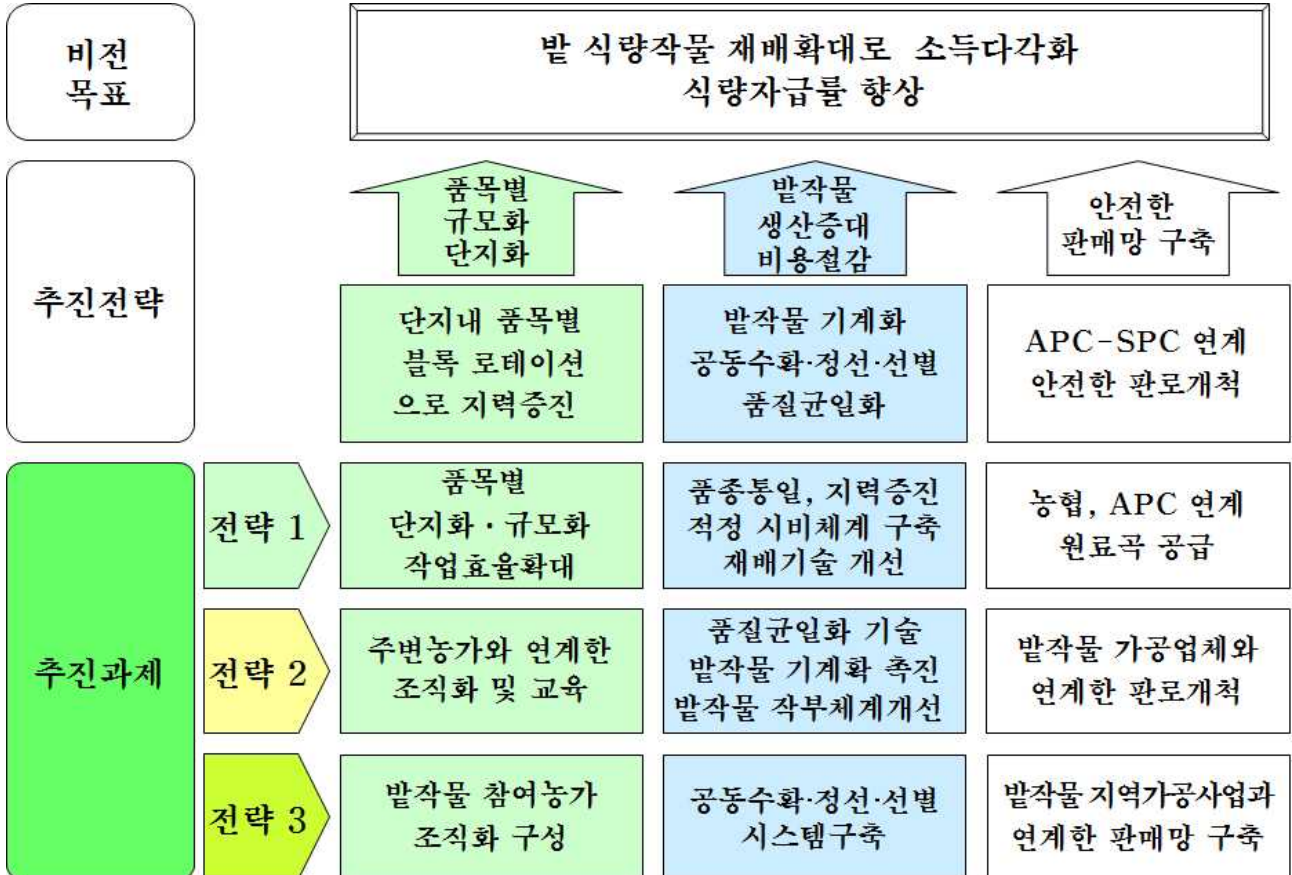 비전
목표
밭 식량작물 재배확대로 소득다각화
식량자급률 향상
추진전략
품목별
규모화
단지화
밭작물
생산증대
비용절감
안전한
판매망 구축
단지내 품목별
블록 로테이션
으로 지력증진
밭작물 기계화
공동수확·정선·선별
품질균일화
APC-SPC 연계
안전한 판로개척
추진과제
전략 1
품목별
단지화·규모화
작업효율확대
품종통일, 지력증진
적정 시비체계 구축
재배기술 개선
농협, APC 연계
원료곡 공급
전략 2
주변농가와 연계한
조직화 및 교육
품질균일화 기술
밭작물 기계확 촉진
밭작물 작부체계개선
밭작물 가공업체와
연계한 판로개척
전략 3
밭작물 참여농가
조직화 구성
공동수확·정선·선별
시스템구축
밭작물 지역가공사업과
연계한 판매망 구축